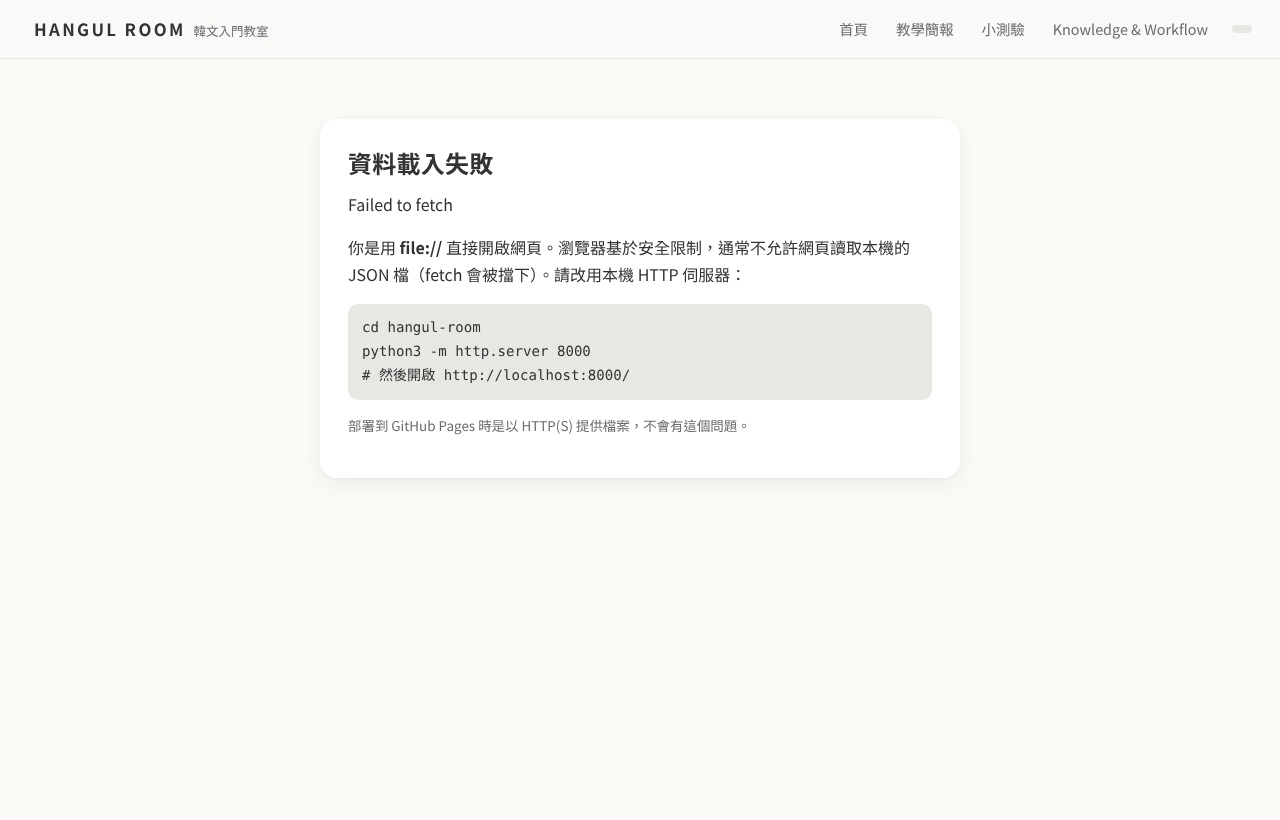 HANGUL ROOM 韓文入門教室
首頁 教學簡報 小測驗 Knowledge & Workflow
資料載入失敗
Failed to fetch
你是用 file:// 直接開啟網頁。瀏覽器基於安全限制，通常不允許網頁讀取本機的
JSON 檔（fetch 會被擋下）。請改用本機 HTTP 伺服器：
cd hangul-room
python3 -m http.server 8000
# 然後開啟 http://localhost:8000/
部署到 GitHub Pages 時是以 HTTP(S) 提供檔案，不會有這個問題。